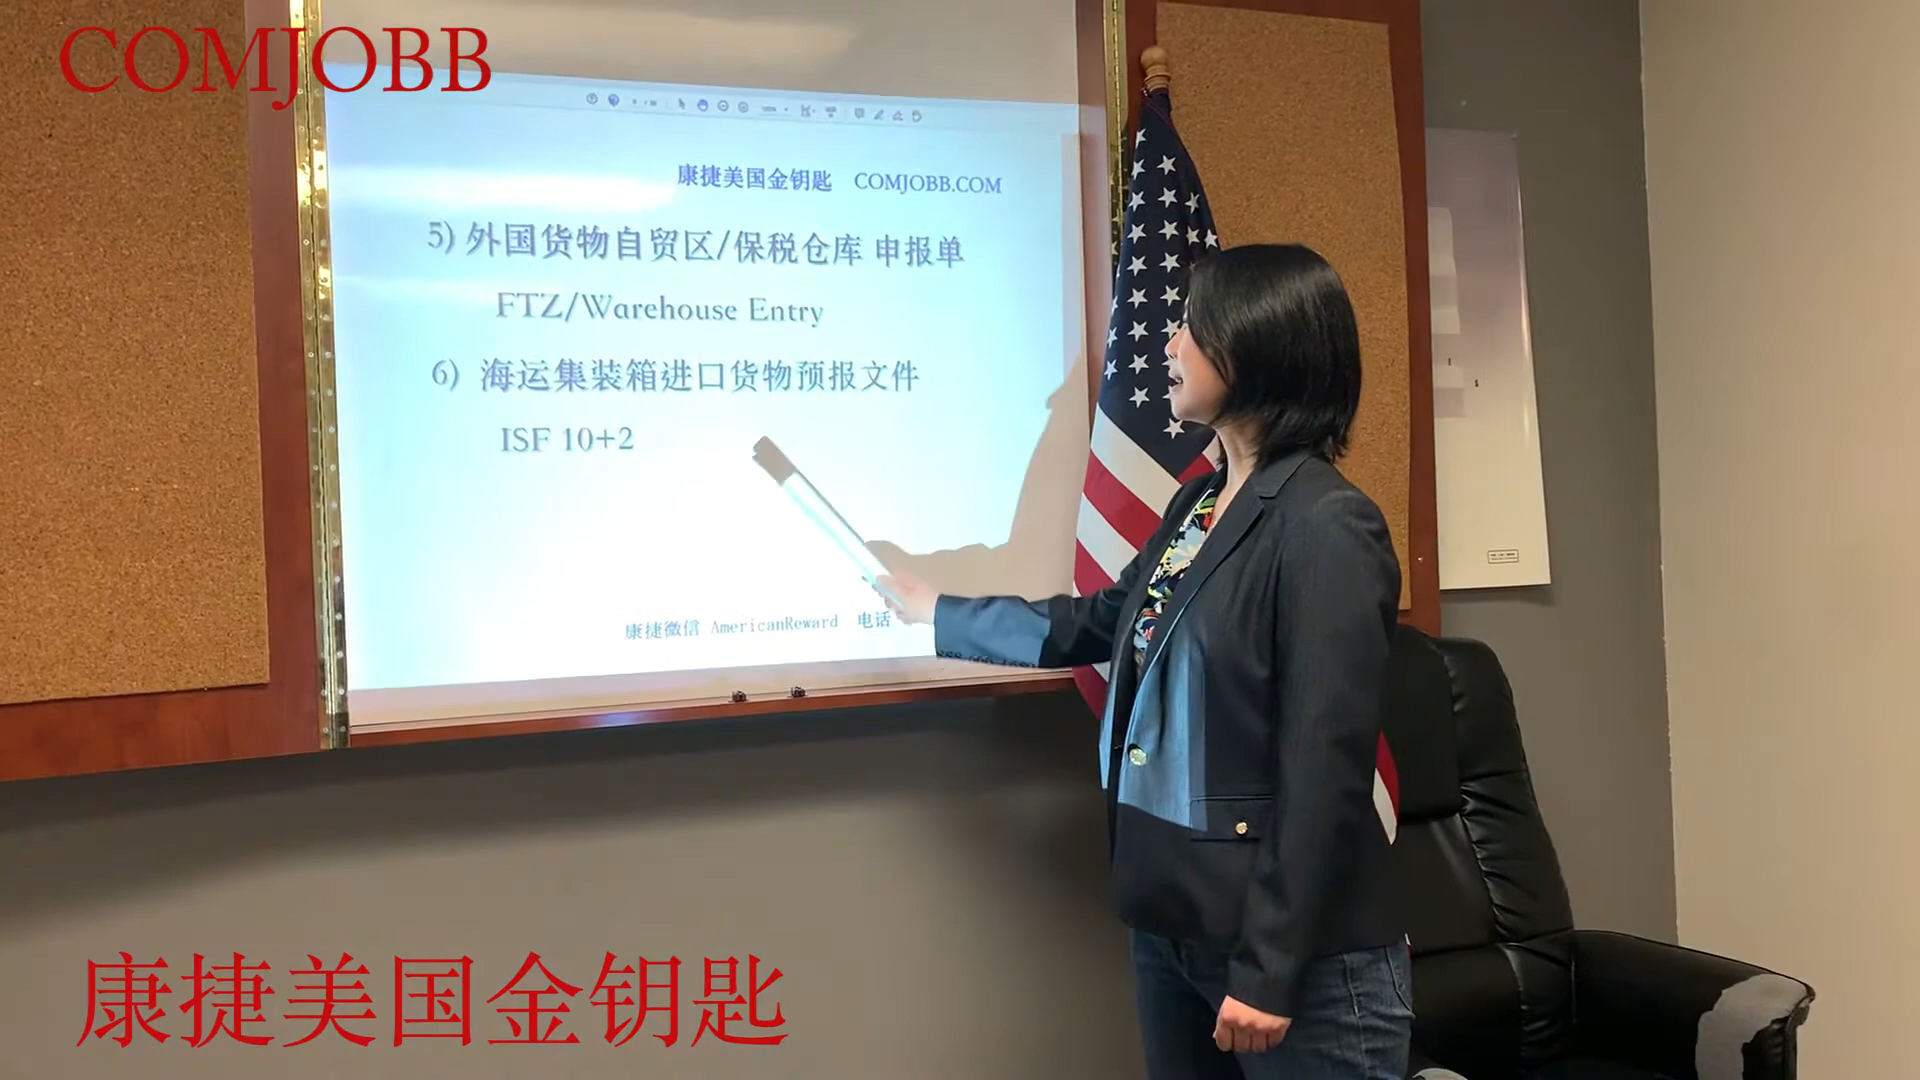 COMJOBB
康捷美国金钥匙 COMJOBB.COM
5) 外国货物自贸区/保税仓库 申报单
FTZ/Warehouse Entry
6) 海运集装箱进口货物预报文件
ISF 10+2
康捷微信 AmericanReward 电话
康捷美国金钥匙